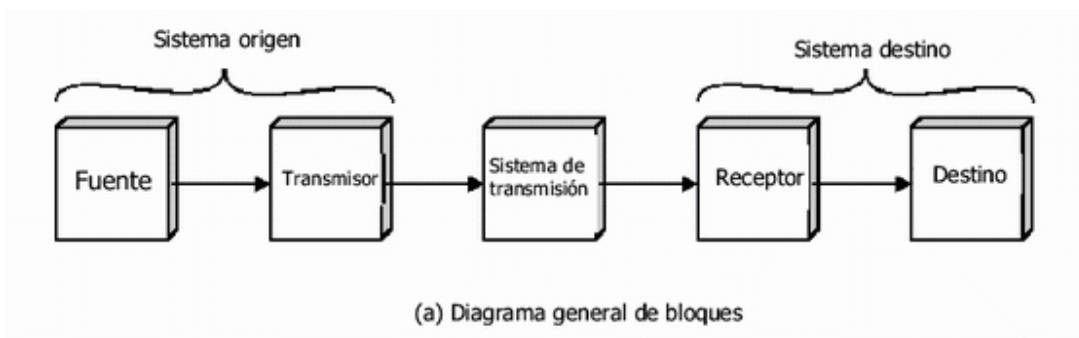 Sistema origen
Sistema destino
Fuente
Transmisor
Sistema de
transmisión
Receptor
Destino
(a) Diagrama general de bloques